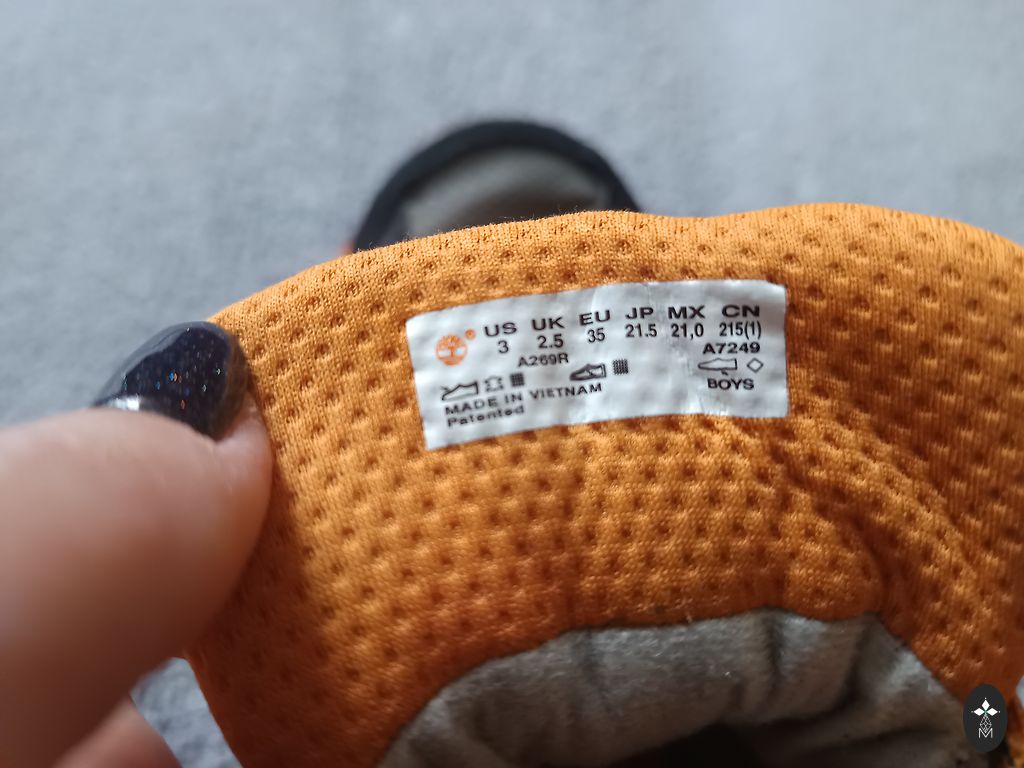 US UK EU JP MX CN
3 2.5 35 21.5 21,0 215(1)
A269R A7249
BOYS
MADE IN VIETNAM
Patented
M